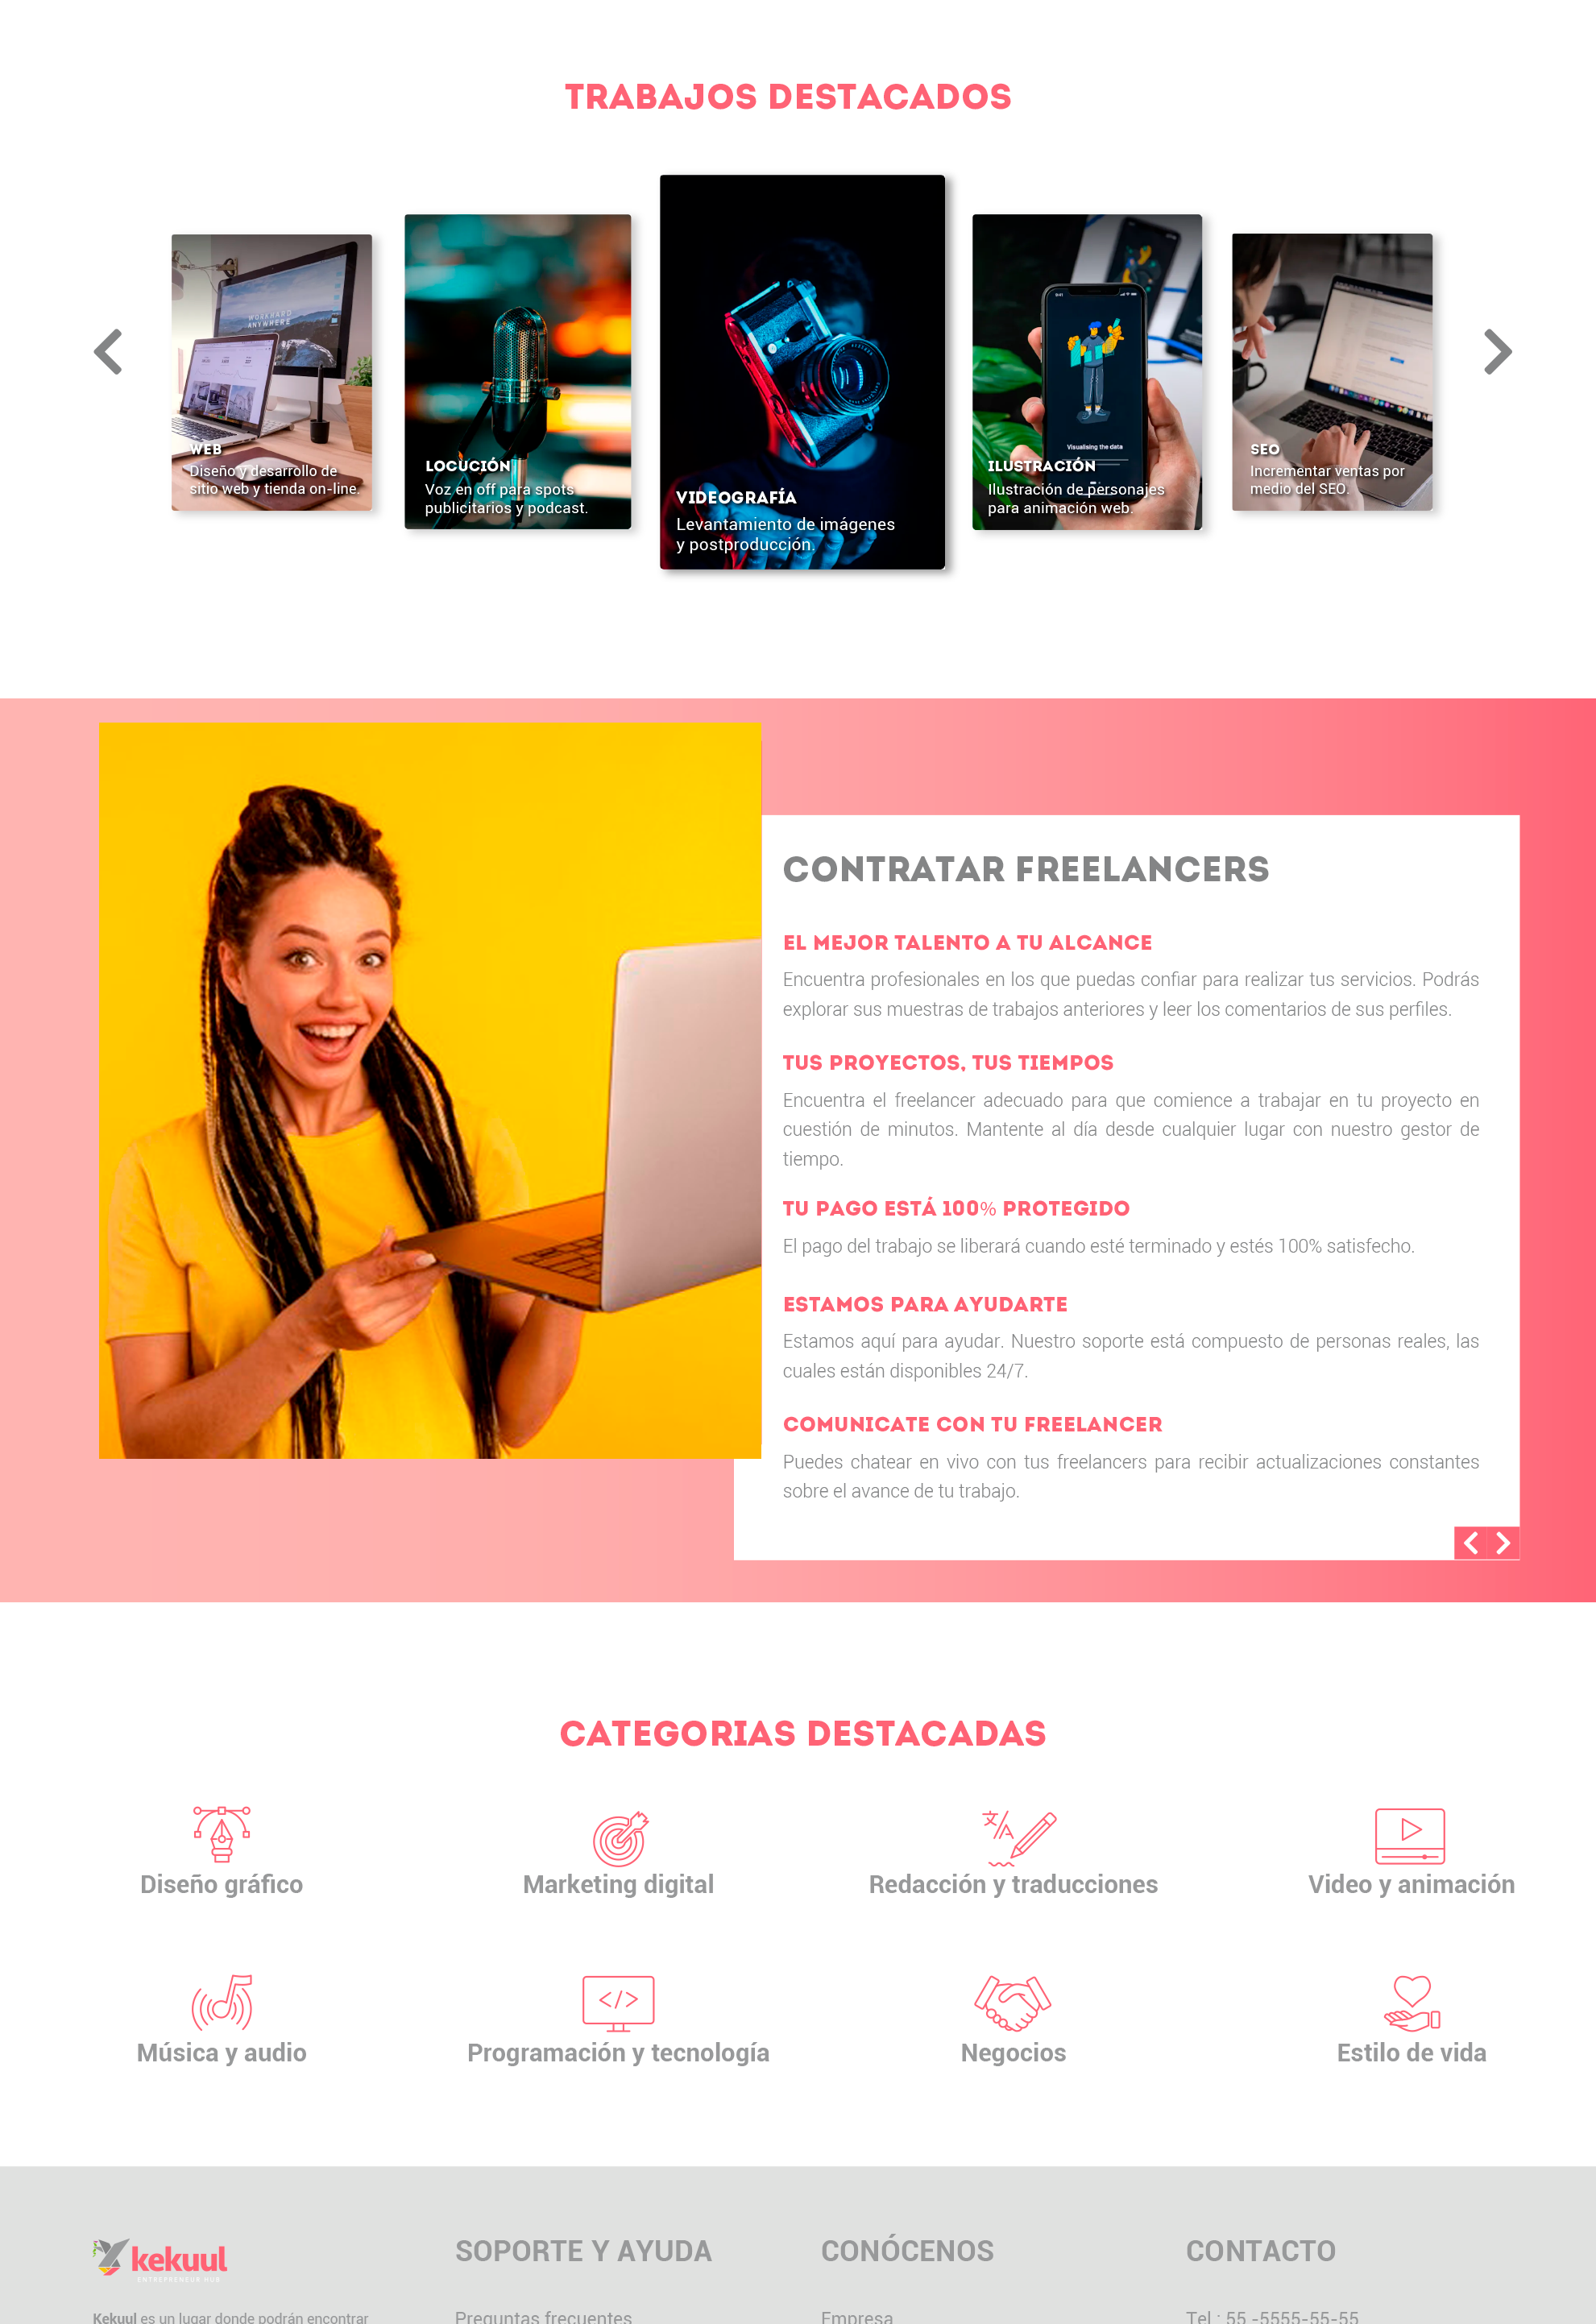 TRABAJOS DESTACADOS
WORKHARD
ANYWHERE
WEB
Diseño y desarrollo de
sitio web y tienda on-line.
LOCUCIÓN
Voz en off para spots
publicitarios y podcast.
VIDEOGRAFÍA
Levantamiento de imágenes
y postproducción.
Visualising the data
ILUSTRACIÓN
Ilustración de personajes
para animación web.
SEO
Incrementar ventas por
medio del SEO.
CONTRATAR FREELANCERS
EL MEJOR TALENTO A TU ALCANCE
Encuentra profesionales en los que puedas confiar para realizar tus servicios. Podrás
explorar sus muestras de trabajos anteriores y leer los comentarios de sus perfiles.
TUS PROYECTOS, TUS TIEMPOS
Encuentra el freelancer adecuado para que comience a trabajar en tu proyecto en
cuestión de minutos. Mantente al día desde cualquier lugar con nuestro gestor de
tiempo.
TU PAGO ESTÁ 100% PROTEGIDO
El pago del trabajo se liberará cuando esté terminado y estés 100% satisfecho.
ESTAMOS PARA AYUDARTE
Estamos aquí para ayudar. Nuestro soporte está compuesto de personas reales, las
cuales están disponibles 24/7.
COMUNICATE CON TU FREELANCER
Puedes chatear en vivo con tus freelancers para recibir actualizaciones constantes
sobre el avance de tu trabajo.
CATEGORIAS DESTACADAS
Diseño gráfico
Marketing digital
Redacción y traducciones
Video y animación
Música y audio
Programación y tecnología
Negocios
Estilo de vida
kekuul
ENTREPRENEUR HUB
Kekuul es un lugar donde podrán encontrar
SOPORTE Y AYUDA
Preguntas frecuentes
CONÓCENOS
Empresa
CONTACTO
Tel.: 55 -5555-55-55